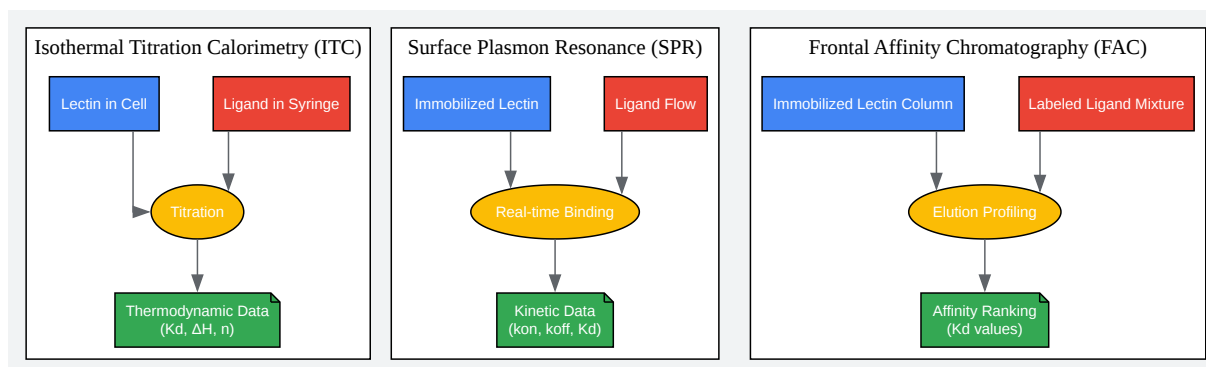 Isothermal Titration Calorimetry (ITC)
Lectin in Cell
Ligand in Syringe
Titration
Thermodynamic Data
(Kd, ΔH, n)
Surface Plasmon Resonance (SPR)
Immobilized Lectin
Ligand Flow
Real-time Binding
Kinetic Data
(kon, koff, Kd)
Frontal Affinity Chromatography (FAC)
Immobilized Lectin Column
Labeled Ligand Mixture
Elution Profiling
Affinity Ranking
(Kd values)